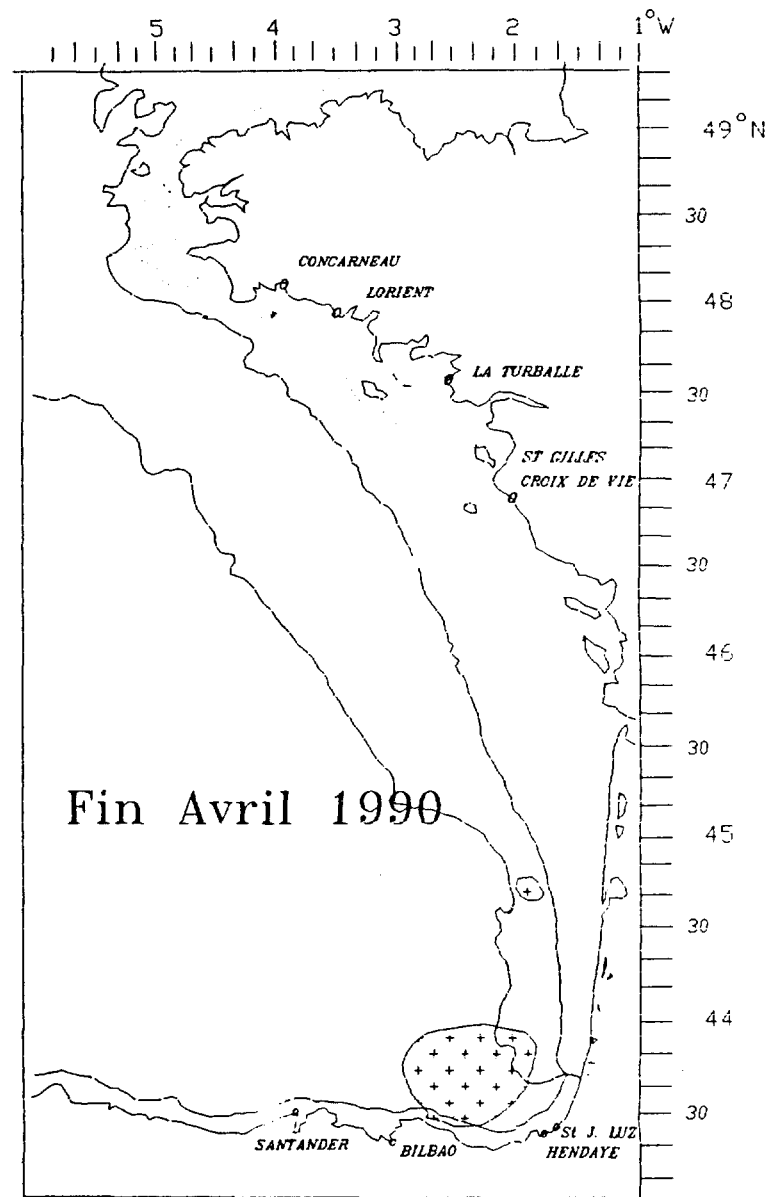 5 4 3 2 1°W
49°N
30
48
30
47
30
46
30
45
30
44
30
CONCARNEAU
LORIENT
LA TURBALLE
ST GILLES
CROIX DE VIE
Fin Avril 1990
SANTANDER
BILBAO
St J. LUZ
HENDAYE